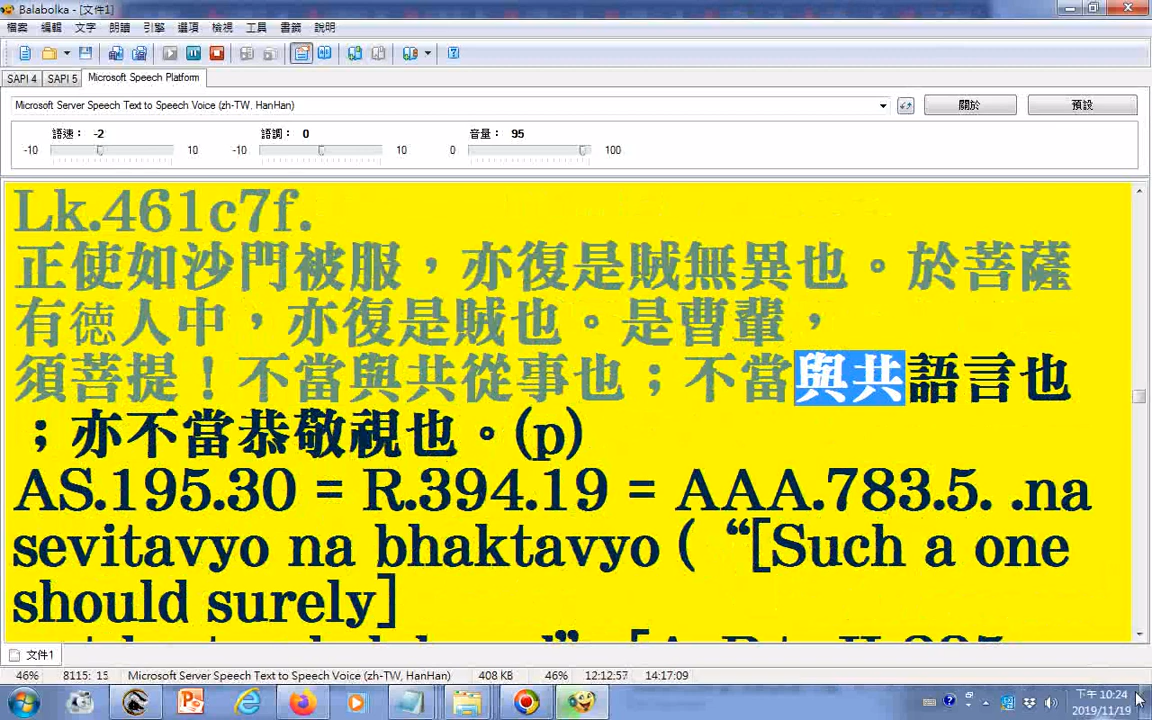 Balabolka - [文件1]
檔案 編輯 文字 朗讀 引擎 選項 檢視 工具 書籤 說明
SAPI 4 SAPI 5 Microsoft Speech Platform
Microsoft Server Speech Text to Speech Voice (zh-TW, HanHan) 關於 預設
語速： -2 語調： 0 音量： 95
-10 10 -10 10 0 100
Lk.461c7f.
正使如沙門被服，亦復是賊無異也。於菩薩
有德人中，亦復是賊也。是曹輩，
須菩提！不當與共從事也；不當與共語言也
；亦不當恭敬視也。(p)
AS.195.30 = R.394.19 = AAA.783.5. .na
sevitavyo na bhaktavyo ( “[Such a one
should surely]
文件1
46% 8115: 15 Microsoft Server Speech Text to Speech Voice (zh-TW, HanHan) 408 KB 46% 12:12:57 14:17:09
下午 10:24
2019/11/19